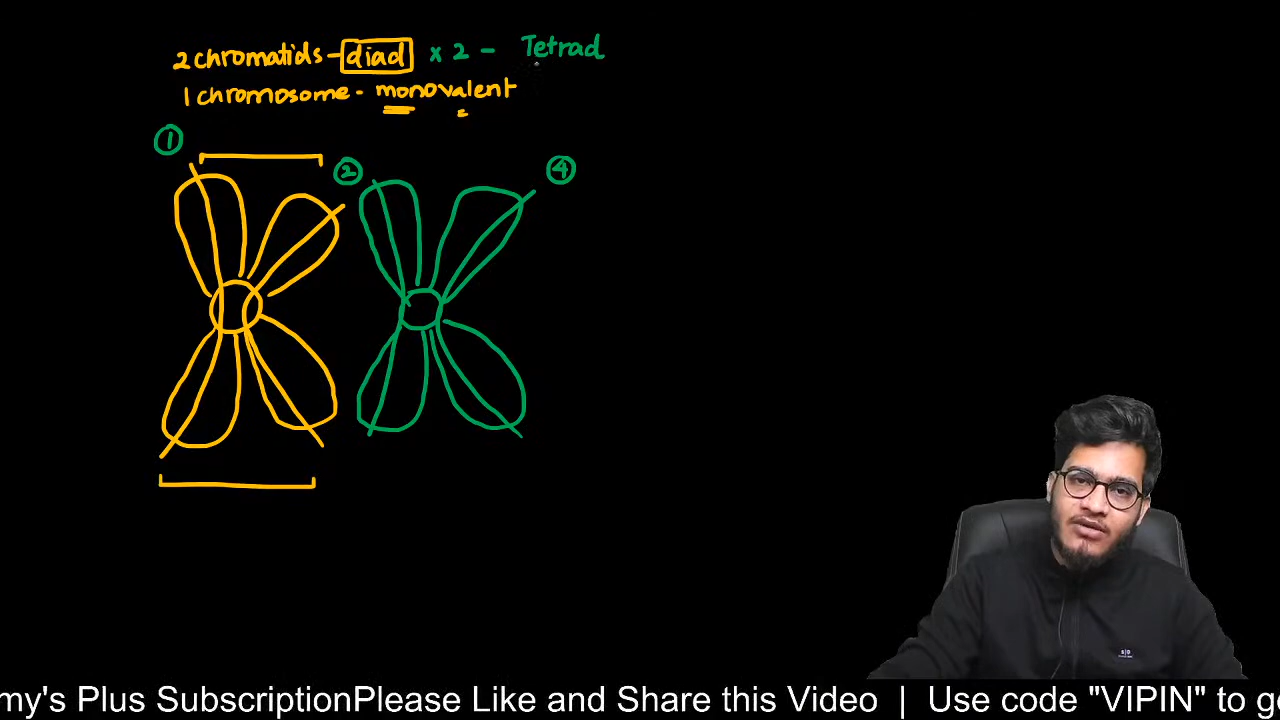 2 chromatids - diad x 2 - Tetrad
1 chromosome - monovalent
1
2
4
my's Plus SubscriptionPlease Like and Share this Video | Use code "VIPIN" to ge